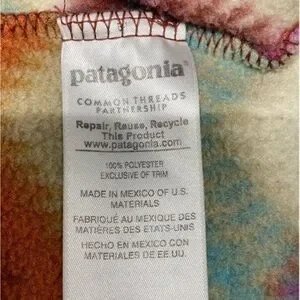 patagonia®
COMMON THREADS
PARTNERSHIP
Repair, Reuse, Recycle
This Product
www.patagonia.com
100% POLYESTER
EXCLUSIVE OF TRIM
MADE IN MEXICO OF U.S.
MATERIALS
FABRIQUÉ AU MEXIQUE DES
MATIÈRES DES ETATS-UNIS
HECHO EN MEXICO CON
MATERIALES DE EE.UU.